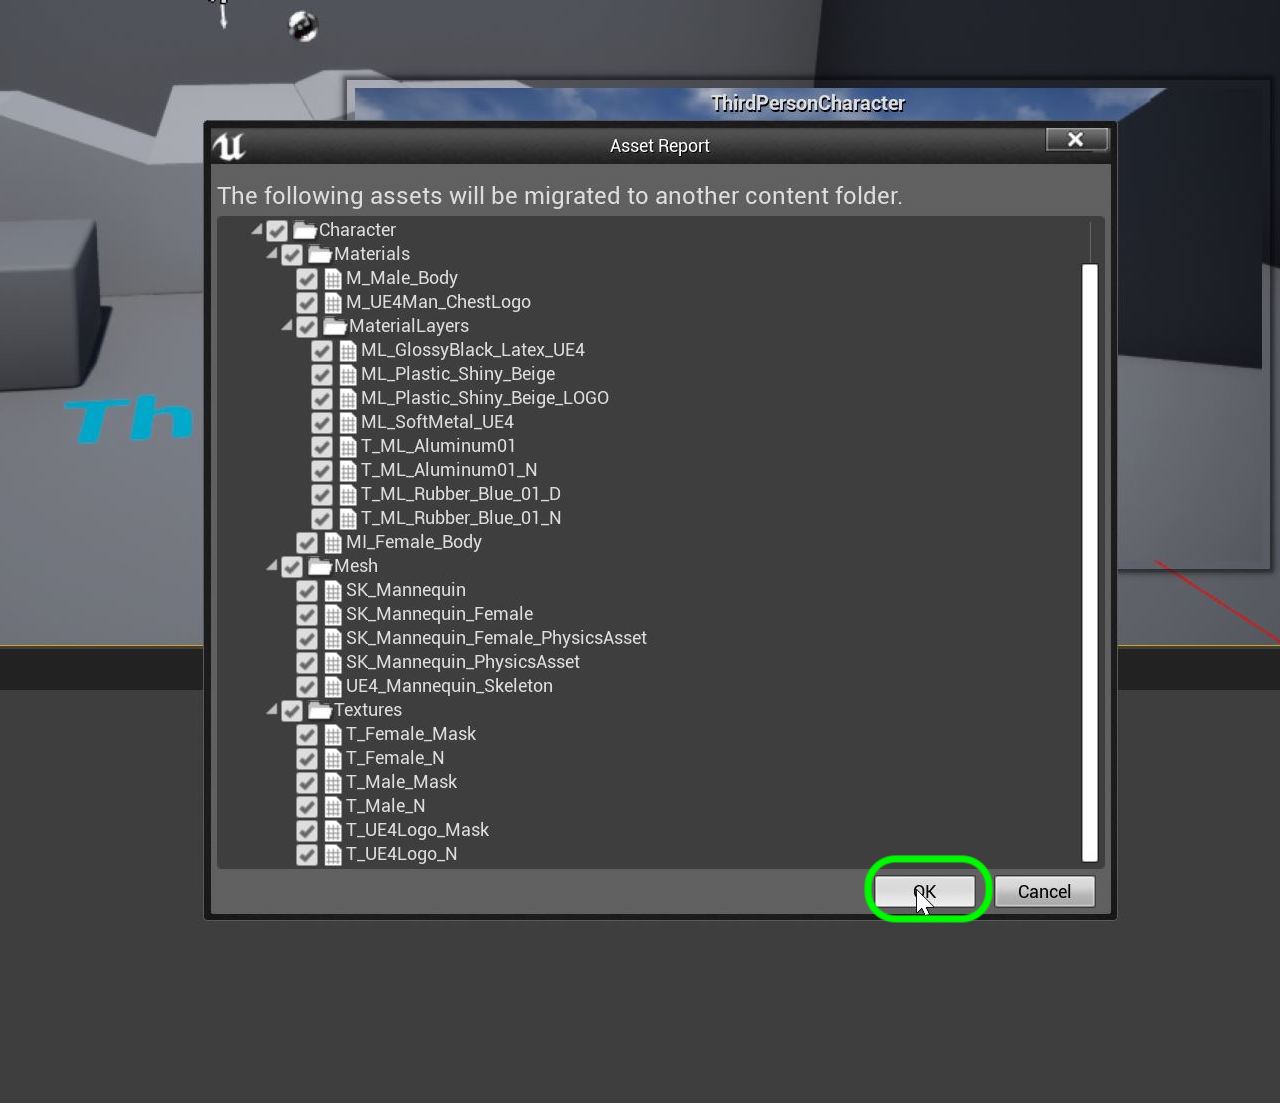 ThirdPersonCharacter
Asset Report
The following assets will be migrated to another content folder.
Character
Materials
M_Male_Body
M_UE4Man_ChestLogo
MaterialLayers
ML_GlossyBlack_Latex_UE4
ML_Plastic_Shiny_Beige
ML_Plastic_Shiny_Beige_LOGO
ML_SoftMetal_UE4
T_ML_Aluminum01
T_ML_Aluminum01_N
T_ML_Rubber_Blue_01_D
T_ML_Rubber_Blue_01_N
MI_Female_Body
Mesh
SK_Mannequin
SK_Mannequin_Female
SK_Mannequin_Female_PhysicsAsset
SK_Mannequin_PhysicsAsset
UE4_Mannequin_Skeleton
Textures
T_Female_Mask
T_Female_N
T_Male_Mask
T_Male_N
T_UE4Logo_Mask
T_UE4Logo_N
Th
OK
Cancel